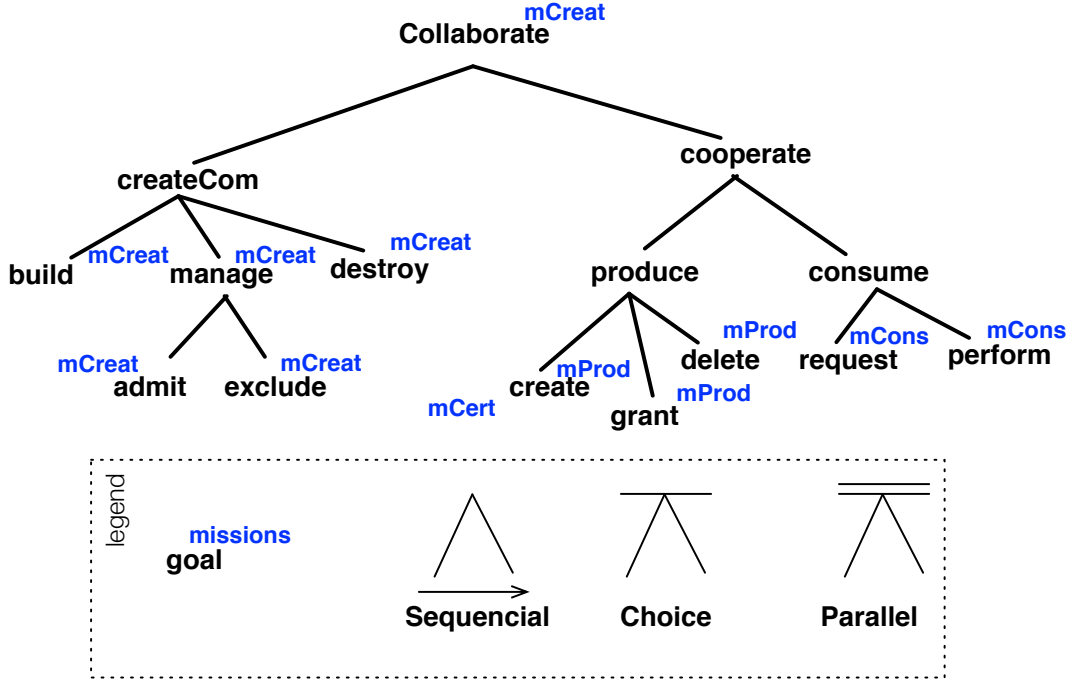 mCreat
Collaborate
cooperate
createCom
mCreat
mCreat
mCreat
build
manage
destroy
produce
consume
mCreat
mCreat
mProd
mCons
mCons
admit
exclude
mProd
delete
request
perform
create
mCert
mProd
grant
legend
missions
goal
Sequencial
Choice
Parallel